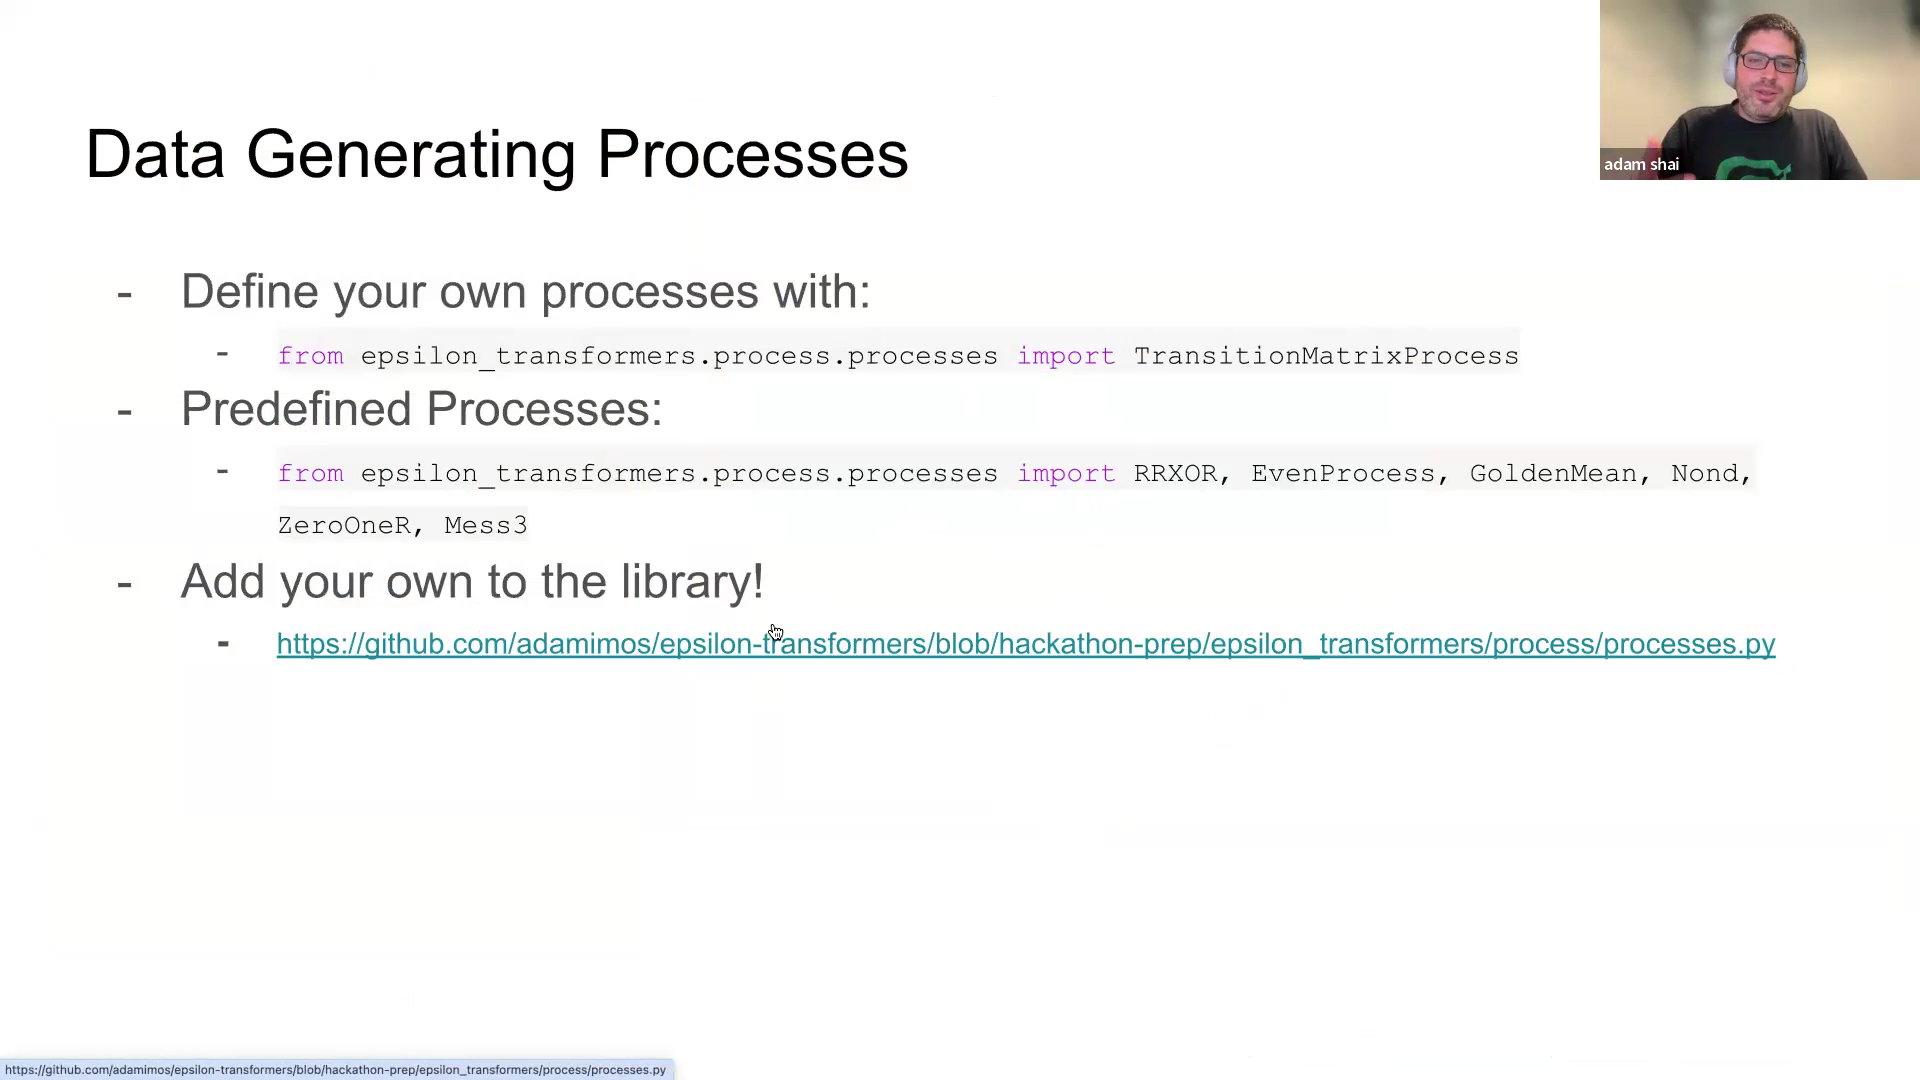 adam shai
Data Generating Processes
- Define your own processes with:
- from epsilon_transformers.process.processes import TransitionMatrixProcess
- Predefined Processes:
- from epsilon_transformers.process.processes import RRXOR, EvenProcess, GoldenMean, Nond,
ZeroOneR, Mess3
- Add your own to the library!
- https://github.com/adamimos/epsilon-transformers/blob/hackathon-prep/epsilon_transformers/process/processes.py
https://github.com/adamimos/epsilon-transformers/blob/hackathon-prep/epsilon_transformers/process/processes.py